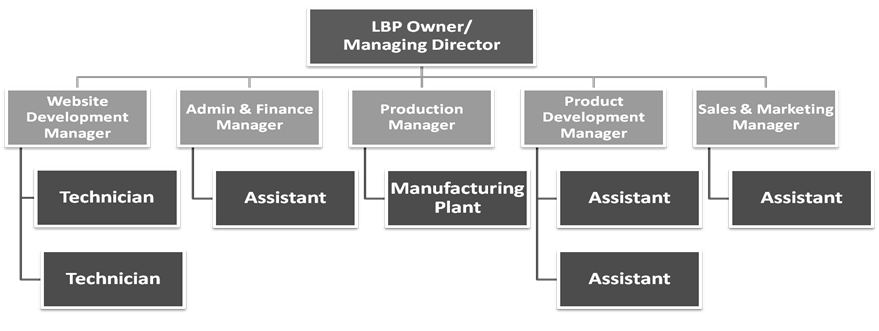 LBP Owner/
Managing Director
Website
Development
Manager
Admin & Finance
Manager
Production
Manager
Product
Development
Manager
Sales & Marketing
Manager
Technician
Assistant
Manufacturing
Plant
Assistant
Assistant
Technician
Assistant